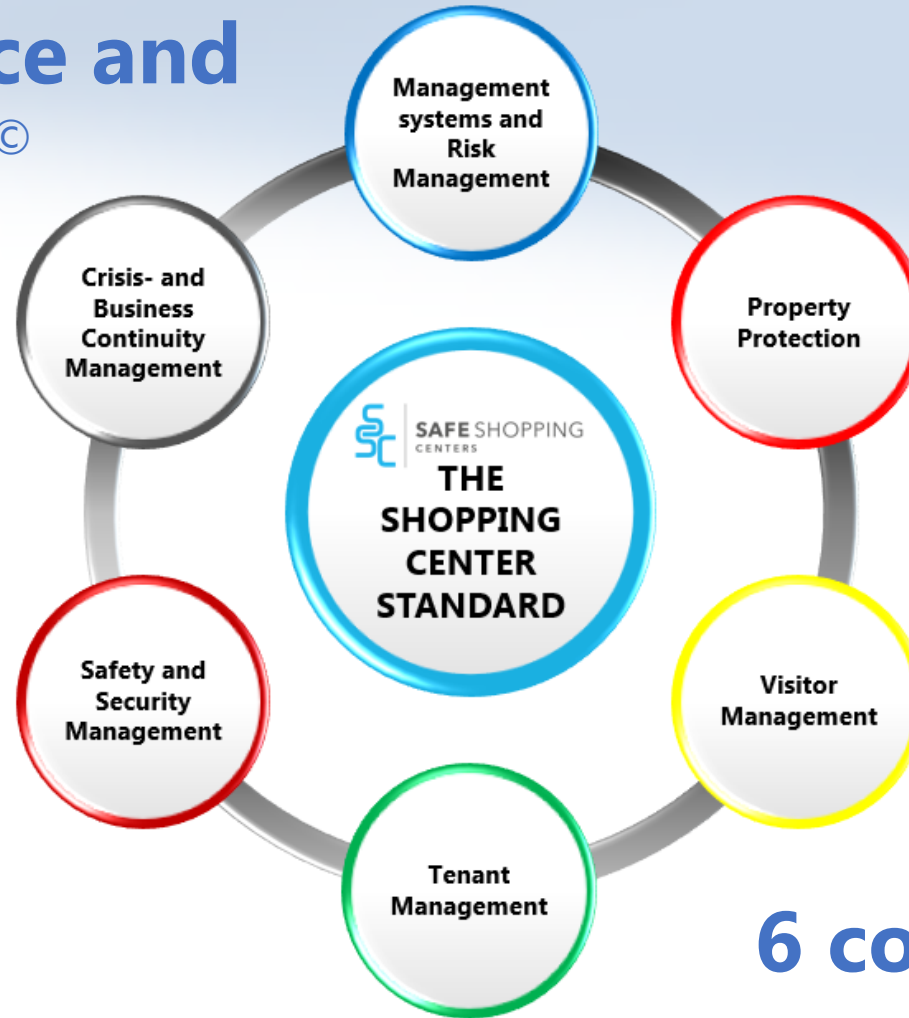 ce and
©
Management
systems and
Risk
Management
Property
Protection
Visitor
Management
Tenant
Management
Safety and
Security
Management
Crisis- and
Business
Continuity
Management
SSC
SAFE SHOPPING
CENTERS
THE
SHOPPING
CENTER
STANDARD
6 co